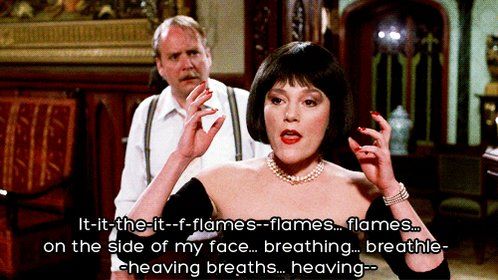 It-it-the-it--f-flames--flames... flames...
on the side of my face... breathing... breathle-
-heaving breaths... heaving--